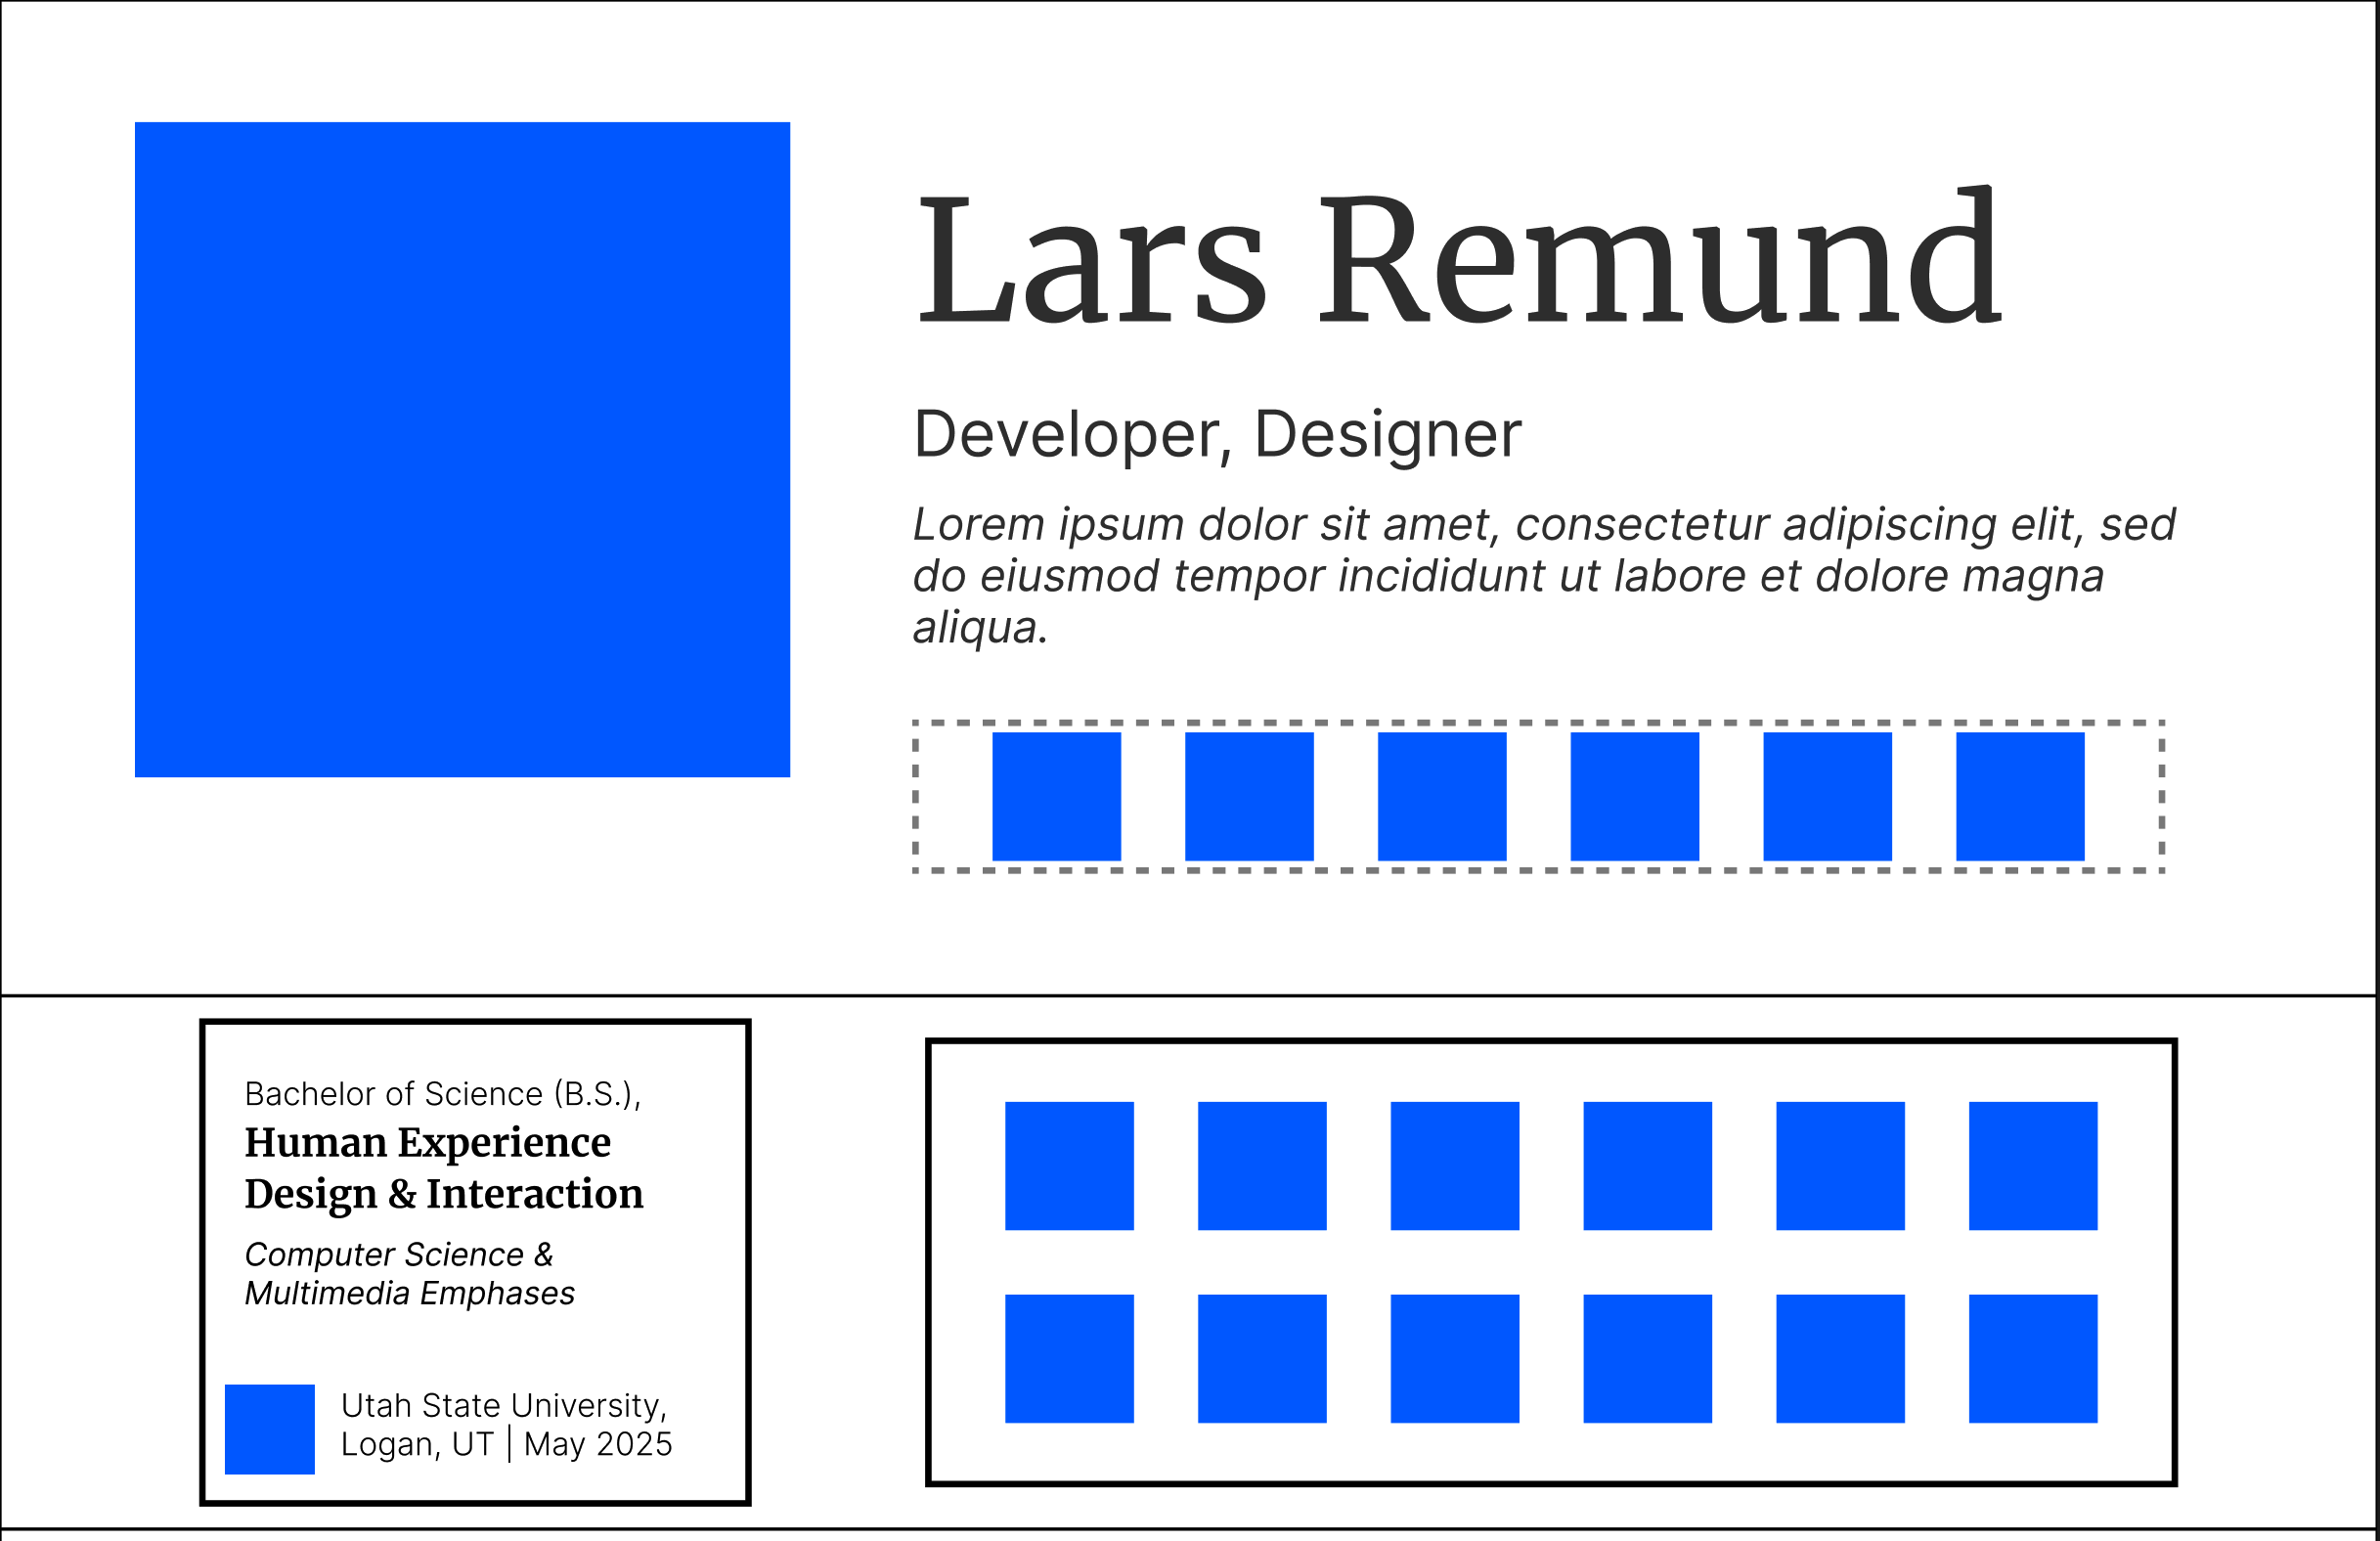 Lars Remund
Developer, Designer
Lorem ipsum dolor sit amet, consectetur adipiscing elit, sed
do eiusmod tempor incididunt ut labore et dolore magna
aliqua.
Bachelor of Science (B.S.),
Human Experience
Design & Interaction
Computer Science &
Multimedia Emphases
Utah State University,
Logan, UT | May 2025